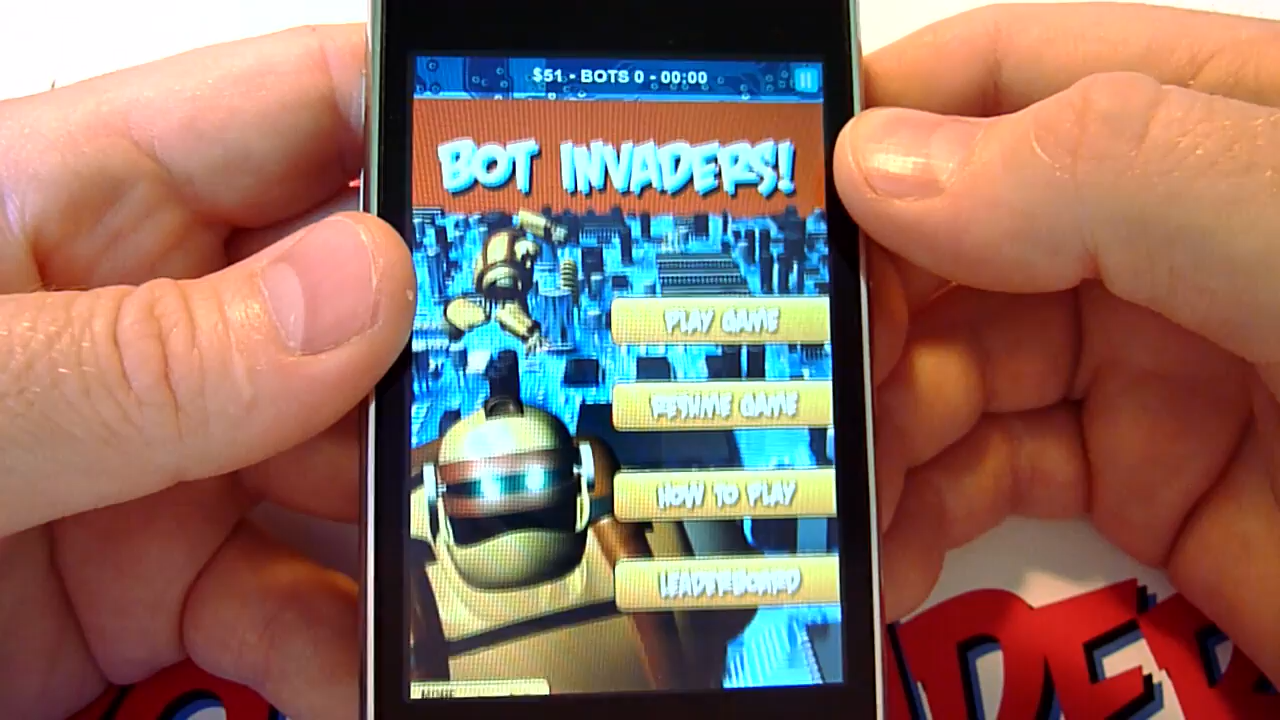 $51 - BOTS 0 - 00:00
BOT INVADERS!
PLAY GAME
RESUME GAME
HOW TO PLAY
LEADERBOARD